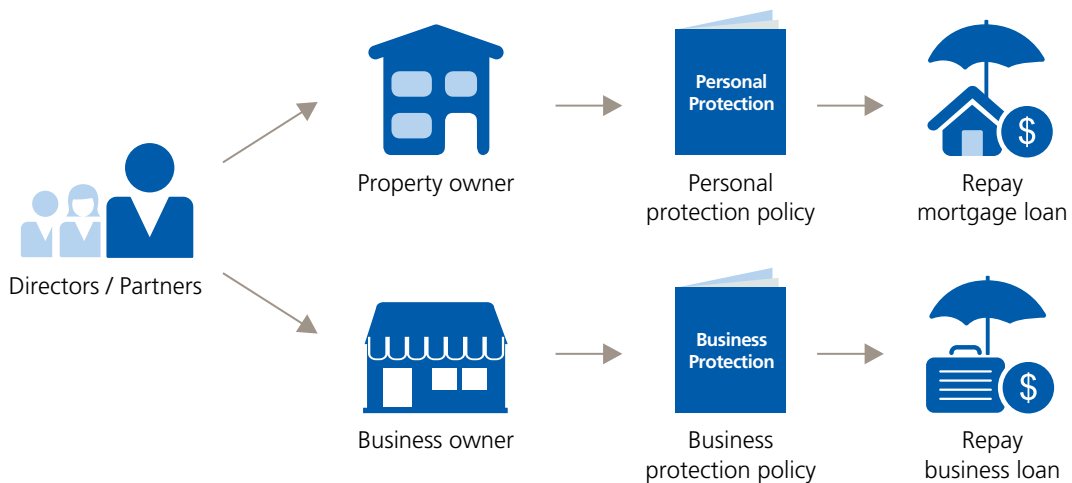 Personal
Protection
$
Property owner
Personal
protection policy
Repay
mortgage loan
Directors / Partners
Business
Protection
$
Business owner
Business
protection policy
Repay
business loan